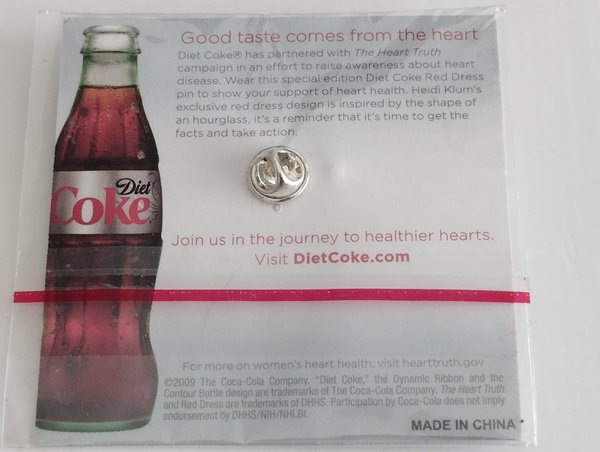 Good taste comes from the heart
Diet Coke® has partnered with The Heart Truth
campaign in an effort to raise awareness about heart
disease. Wear this special edition Diet Coke Red Dress
pin to show your support of heart health. Heidi Klum's
exclusive red dress design is inspired by the shape of
an hourglass, it's a reminder that it's time to get the
facts and take action.
Diet
Coke
Join us in the journey to healthier hearts.
Visit DietCoke.com
For more on women's heart health, visit hearttruth.gov
©2009 The Coca-Cola Company. "Diet Coke," the Dynamic Ribbon and the
Contour Bottle design are trademarks of The Coca-Cola Company. The Heart Truth
and Red Dress are trademarks of DHHS. Participation by Coca-Cola does not imply
endorsement by DHHS/NIH/NHLBI.
MADE IN CHINA